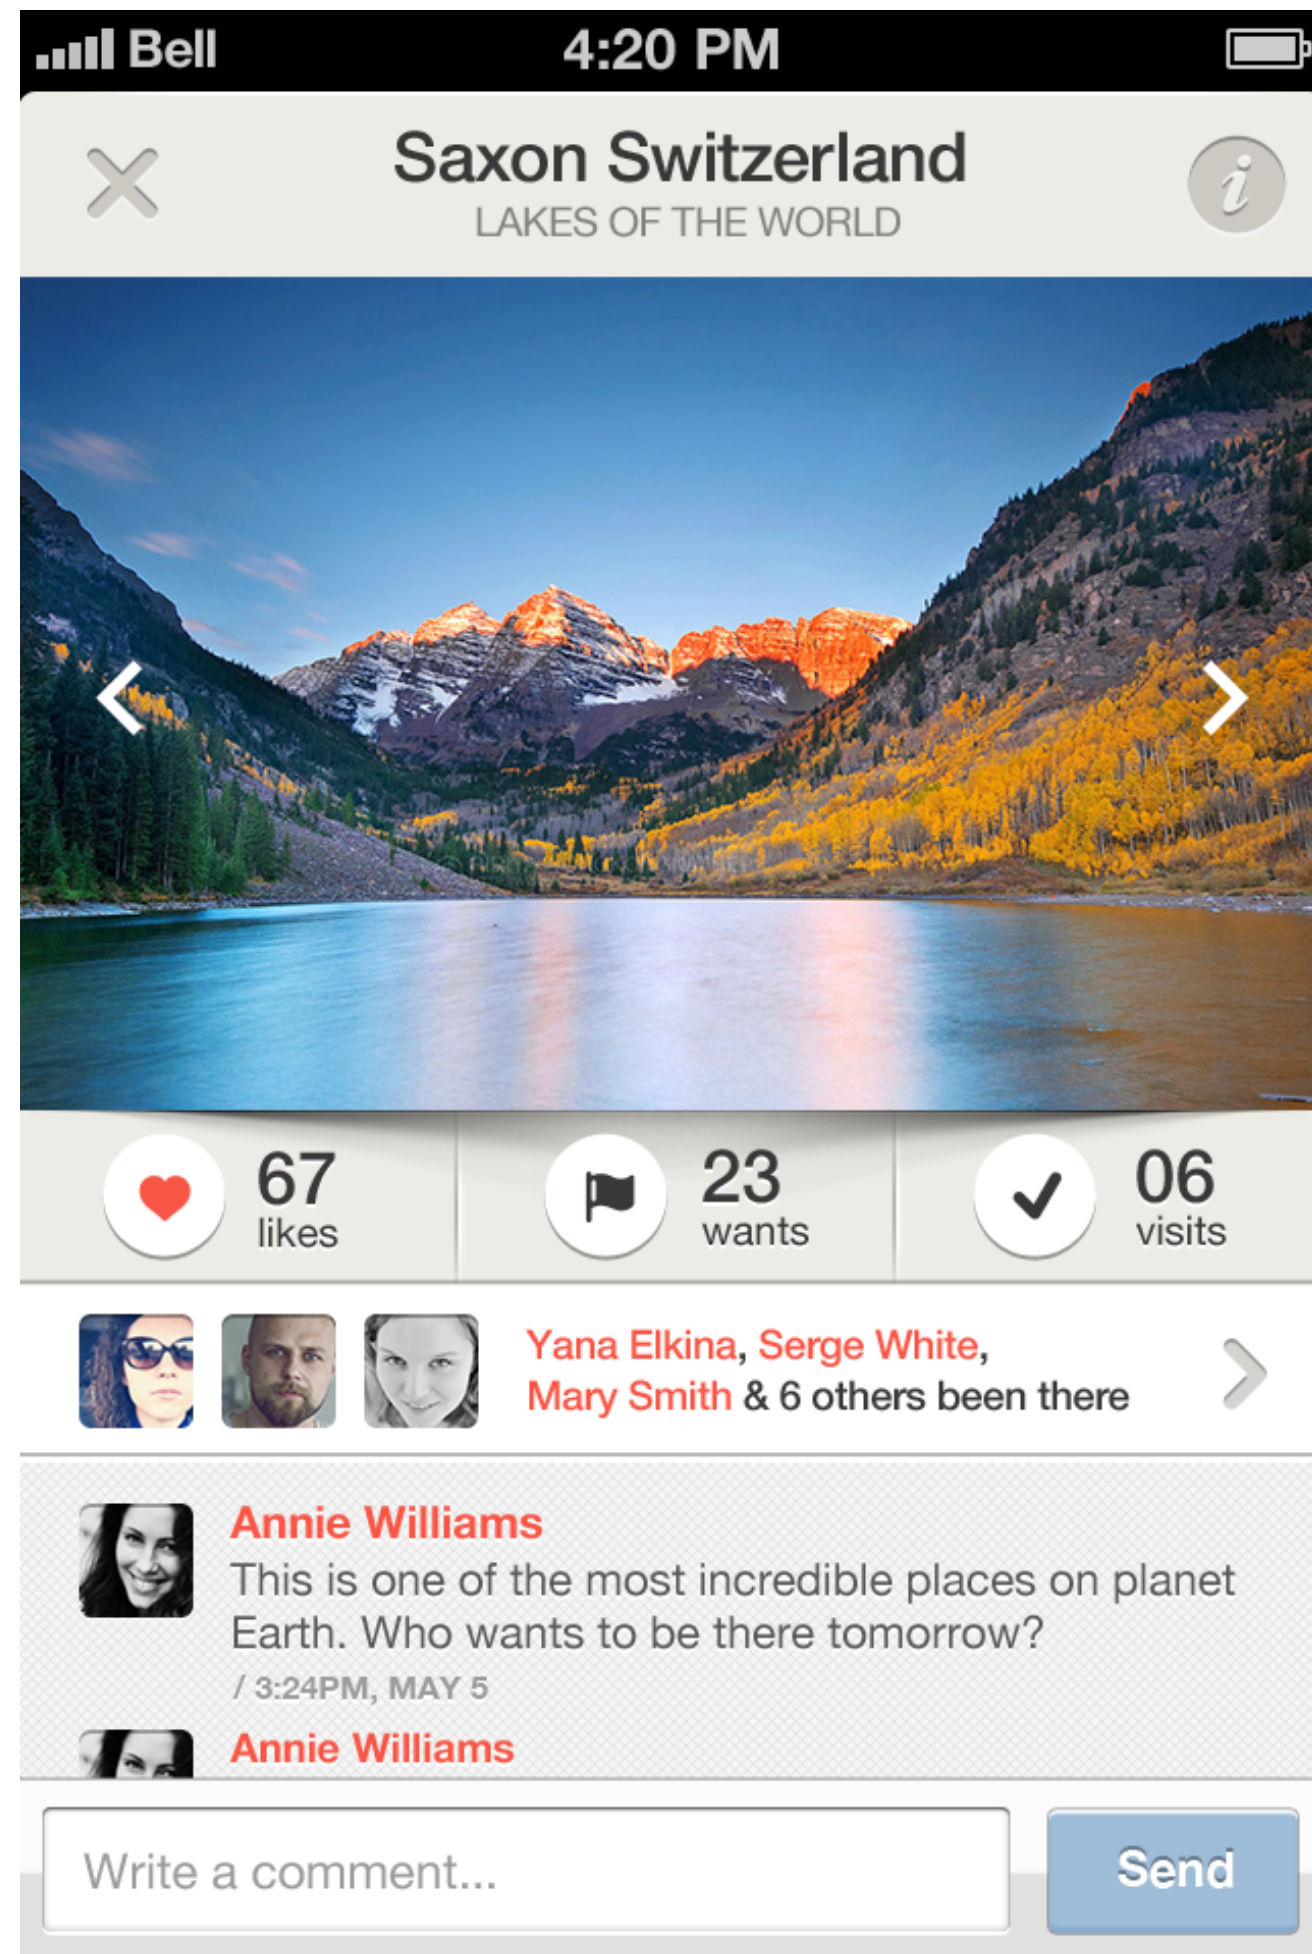 Bell
4:20 PM
Saxon Switzerland
LAKES OF THE WORLD
67
likes
23
wants
06
visits
Yana Elkina, Serge White,
Mary Smith & 6 others been there
Annie Williams
This is one of the most incredible places on planet
Earth. Who wants to be there tomorrow?
/ 3:24PM, MAY 5
Annie Williams
Write a comment...
Send